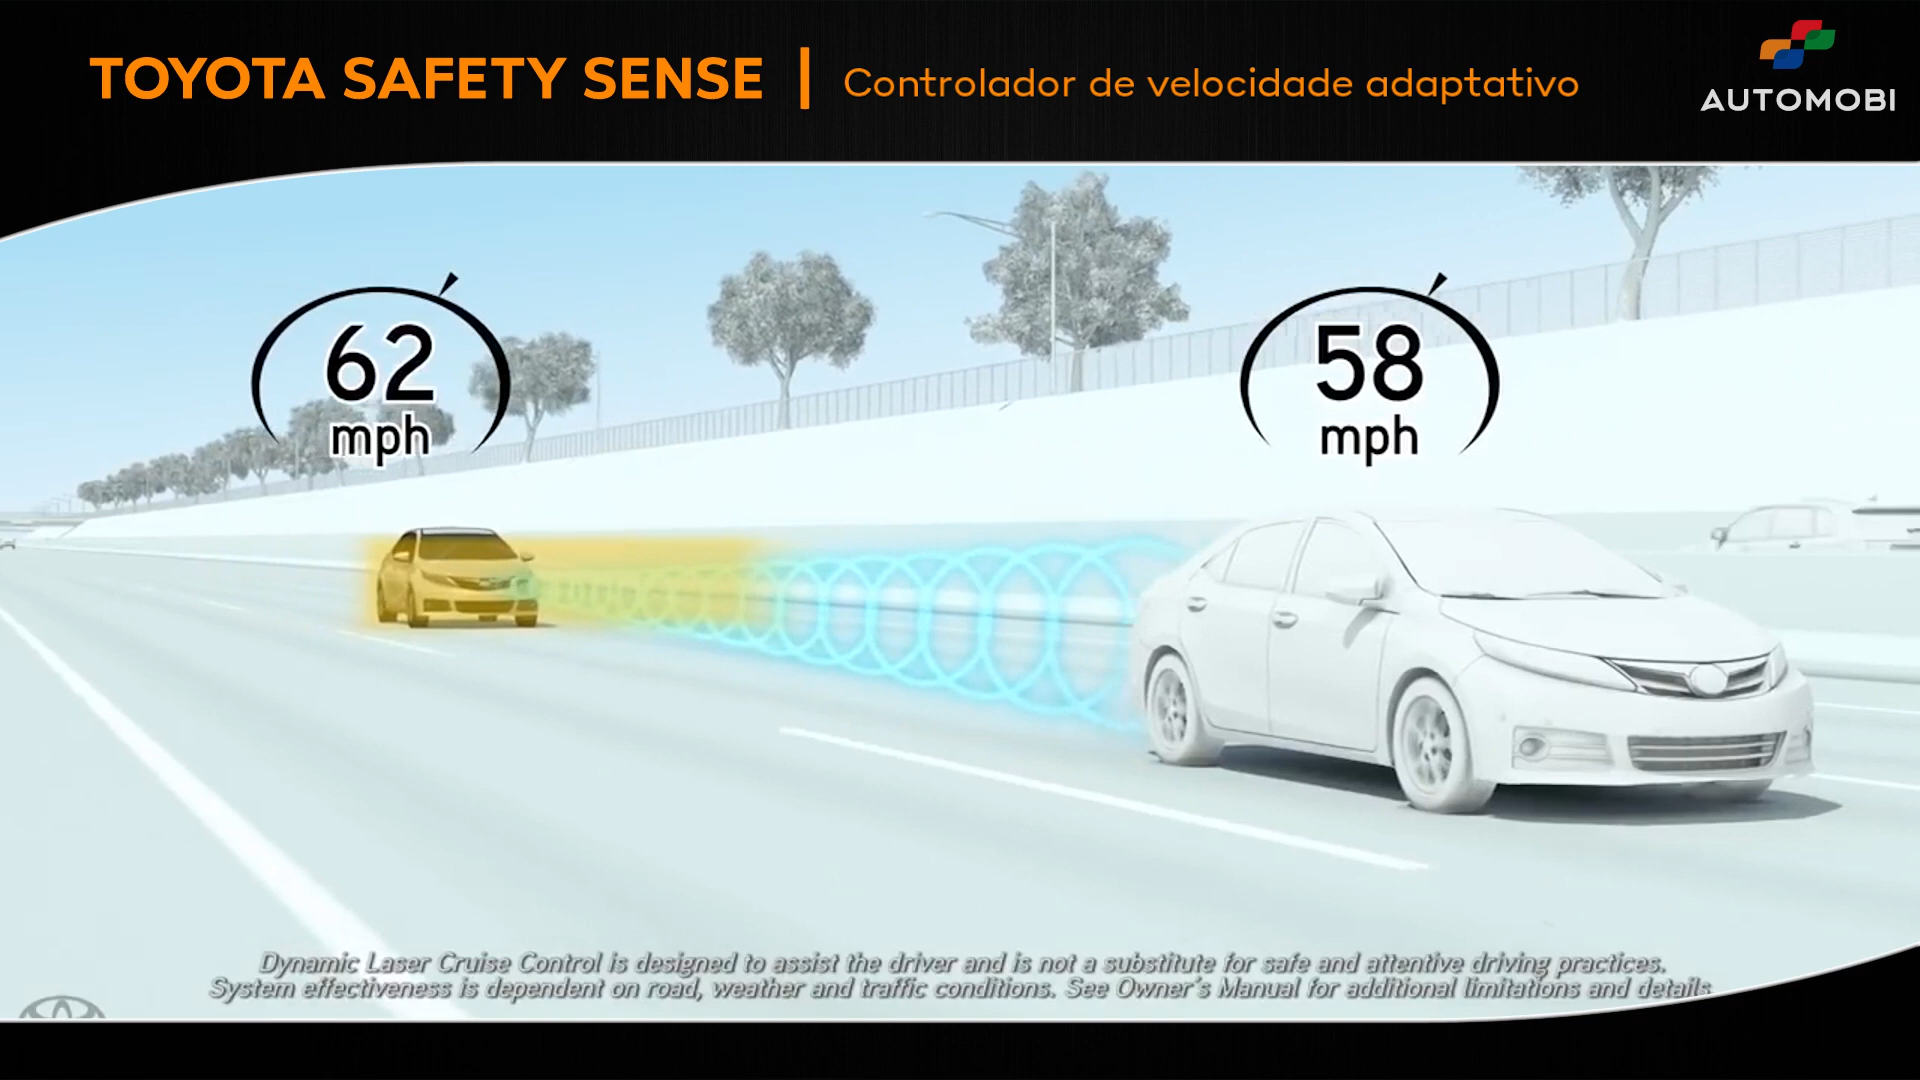 TOYOTA SAFETY SENSE | Controlador de velocidade adaptativo
AUTOMOBI
62
mph
58
mph
Dynamic Laser Cruise Control is designed to assist the driver and is not a substitute for safe and attentive driving practices.
System effectiveness is dependent on road, weather and traffic conditions. See Owner's Manual for additional limitations and details